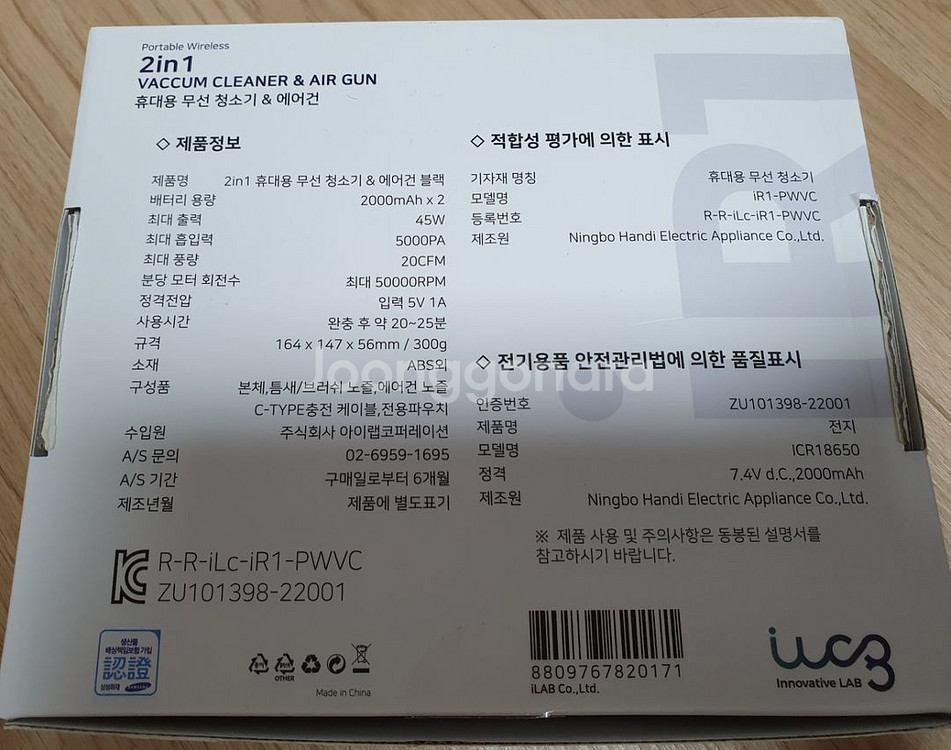 Portable Wireless
2in1
VACCUM CLEANER & AIR GUN
휴대용 무선 청소기 & 에어건
◇ 제품정보
제품명 2in1 휴대용 무선 청소기 & 에어건 블랙
배터리 용량 2000mAh x 2
최대 출력 45W
최대 흡입력 5000PA
최대 풍량 20CFM
분당 모터 회전수 최대 50000RPM
정격전압 입력 5V 1A
사용시간 완충 후 약 20~25분
규격 164 x 147 x 56mm / 300g
소재 ABS외
구성품 본체,틈새/브러쉬 노즐,에어건 노즐
C-TYPE충전 케이블,전용파우치
수입원 주식회사 아이랩코퍼레이션
A/S 문의 02-6959-1695
A/S 기간 구매일로부터 6개월
제조년월 제품에 별도표기
R-R-iLc-iR1-PWVC
ZU101398-22001
생산물
배상책임보험 가입
認證
삼성화재 SAMSUNG
OTHER
Made in China
◇ 적합성 평가에 의한 표시
기자재 명칭 휴대용 무선 청소기
모델명 iR1-PWVC
등록번호 R-R-iLc-iR1-PWVC
제조원 Ningbo Handi Electric Appliance Co.,Ltd.
◇ 전기용품 안전관리법에 의한 품질표시
인증번호 ZU101398-22001
제품명 전지
모델명 ICR18650
정격 7.4V d.C.,2000mAh
제조원 Ningbo Handi Electric Appliance Co.,Ltd.
※ 제품 사용 및 주의사항은 동봉된 설명서를
참고하시기 바랍니다.
8809767820171
iLAB Co.,Ltd.
Innovative LAB
joonggonara